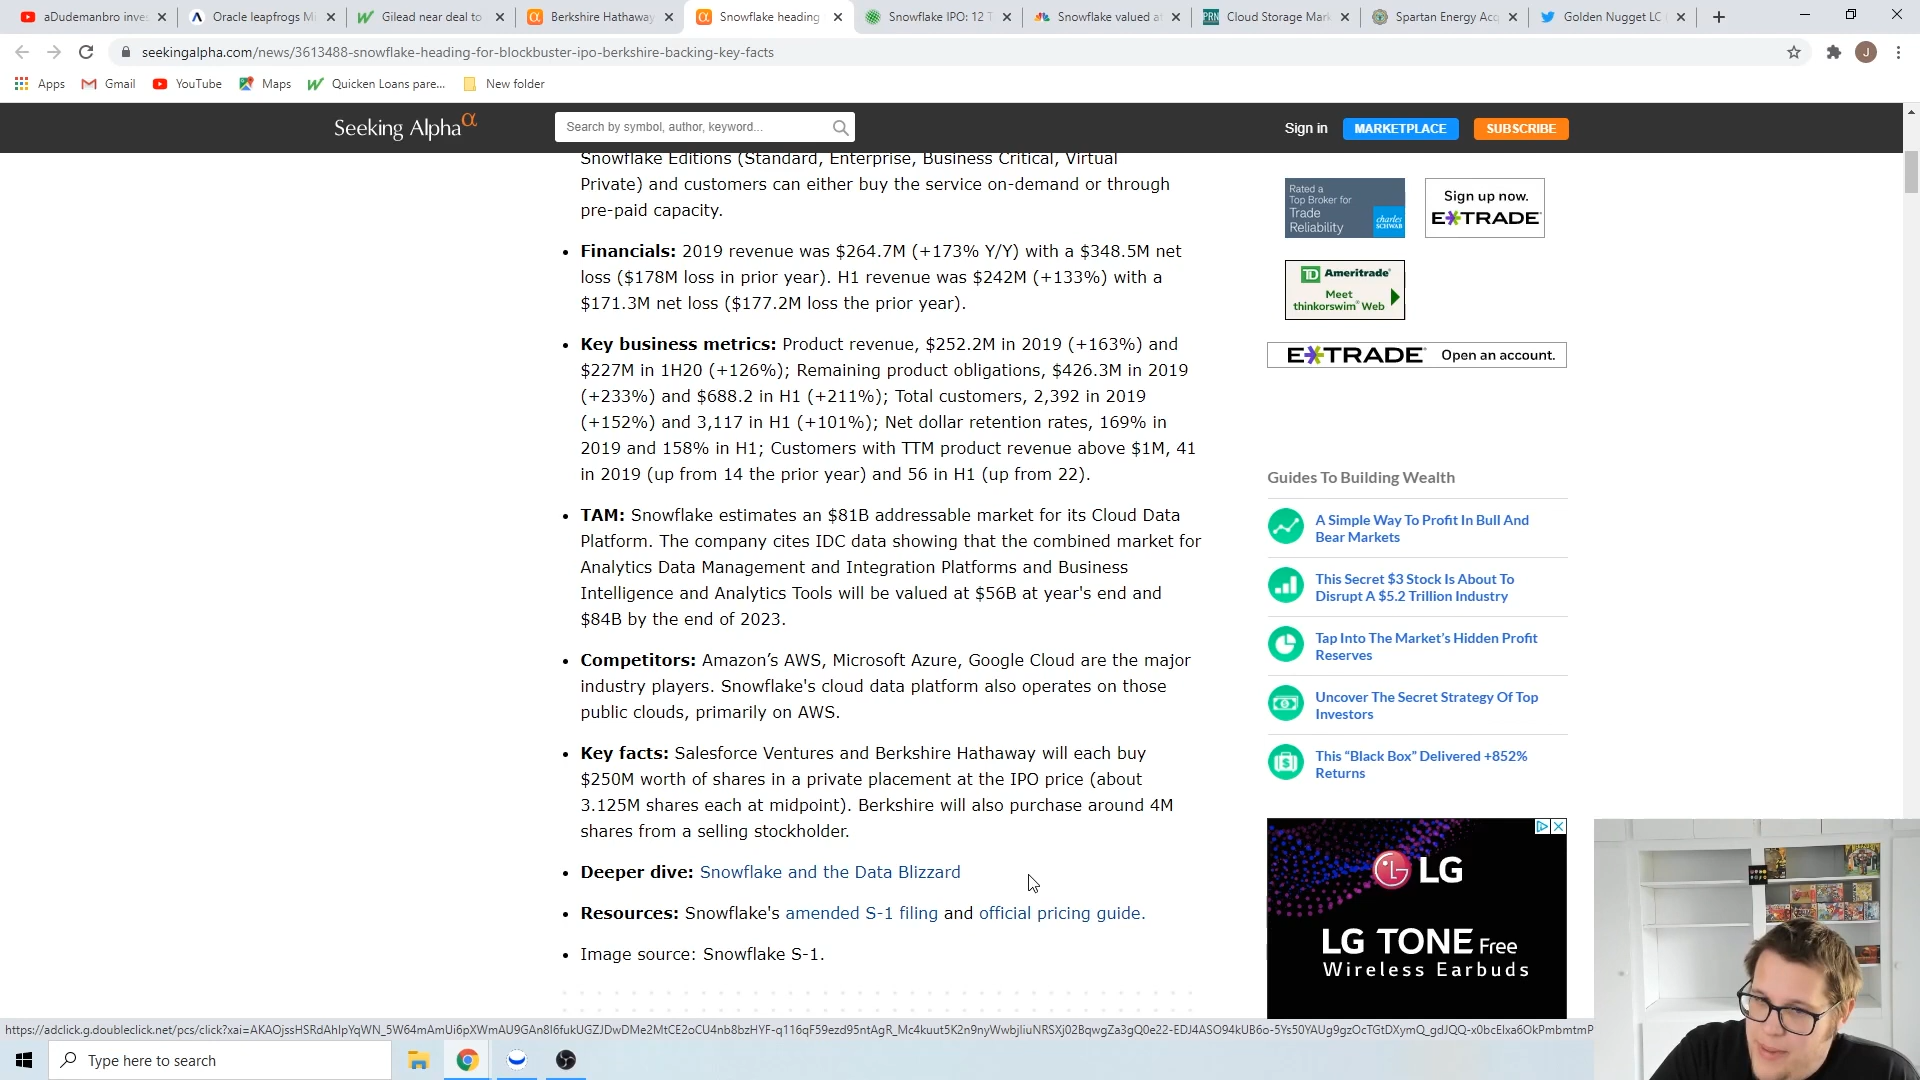 aDudemanbro inves
Oracle leapfrogs Mi
Gilead near deal to
Berkshire Hathaway
Snowflake heading
Snowflake IPO: 12 T
Snowflake valued at
Cloud Storage Mark
Spartan Energy Acq
Golden Nugget LC
seekingalpha.com/news/3613488-snowflake-heading-for-blockbuster-ipo-berkshire-backing-key-facts
J
Apps
Gmail
YouTube
Maps
Quicken Loans pare...
New folder
Seeking Alpha α
Search by symbol, author, keyword...
Sign in
MARKETPLACE
SUBSCRIBE
Snowflake Editions (Standard, Enterprise, Business Critical, Virtual
Private) and customers can either buy the service on-demand or through
pre-paid capacity.
• Financials: 2019 revenue was $264.7M (+173% Y/Y) with a $348.5M net
loss ($178M loss in prior year). H1 revenue was $242M (+133%) with a
$171.3M net loss ($177.2M loss the prior year).
• Key business metrics: Product revenue, $252.2M in 2019 (+163%) and
$227M in 1H20 (+126%); Remaining product obligations, $426.3M in 2019
(+233%) and $688.2 in H1 (+211%); Total customers, 2,392 in 2019
(+152%) and 3,117 in H1 (+101%); Net dollar retention rates, 169% in
2019 and 158% in H1; Customers with TTM product revenue above $1M, 41
in 2019 (up from 14 the prior year) and 56 in H1 (up from 22).
• TAM: Snowflake estimates an $81B addressable market for its Cloud Data
Platform. The company cites IDC data showing that the combined market for
Analytics Data Management and Integration Platforms and Business
Intelligence and Analytics Tools will be valued at $56B at year's end and
$84B by the end of 2023.
• Competitors: Amazon’s AWS, Microsoft Azure, Google Cloud are the major
industry players. Snowflake's cloud data platform also operates on those
public clouds, primarily on AWS.
• Key facts: Salesforce Ventures and Berkshire Hathaway will each buy
$250M worth of shares in a private placement at the IPO price (about
3.125M shares each at midpoint). Berkshire will also purchase around 4M
shares from a selling stockholder.
• Deeper dive: Snowflake and the Data Blizzard
• Resources: Snowflake's amended S-1 filing and official pricing guide.
• Image source: Snowflake S-1.
Rated a
Top Broker for
Trade
Reliability
charles
SCHWAB
Sign up now.
E*TRADE
TD Ameritrade
Meet
thinkorswim® Web
E*TRADE Open an account.
Guides To Building Wealth
A Simple Way To Profit In Bull And
Bear Markets
This Secret $3 Stock Is About To
Disrupt A $5.2 Trillion Industry
Tap Into The Market’s Hidden Profit
Reserves
Uncover The Secret Strategy Of Top
Investors
This “Black Box” Delivered +852%
Returns
LG
LG TONE Free
Wireless Earbuds
Type here to search